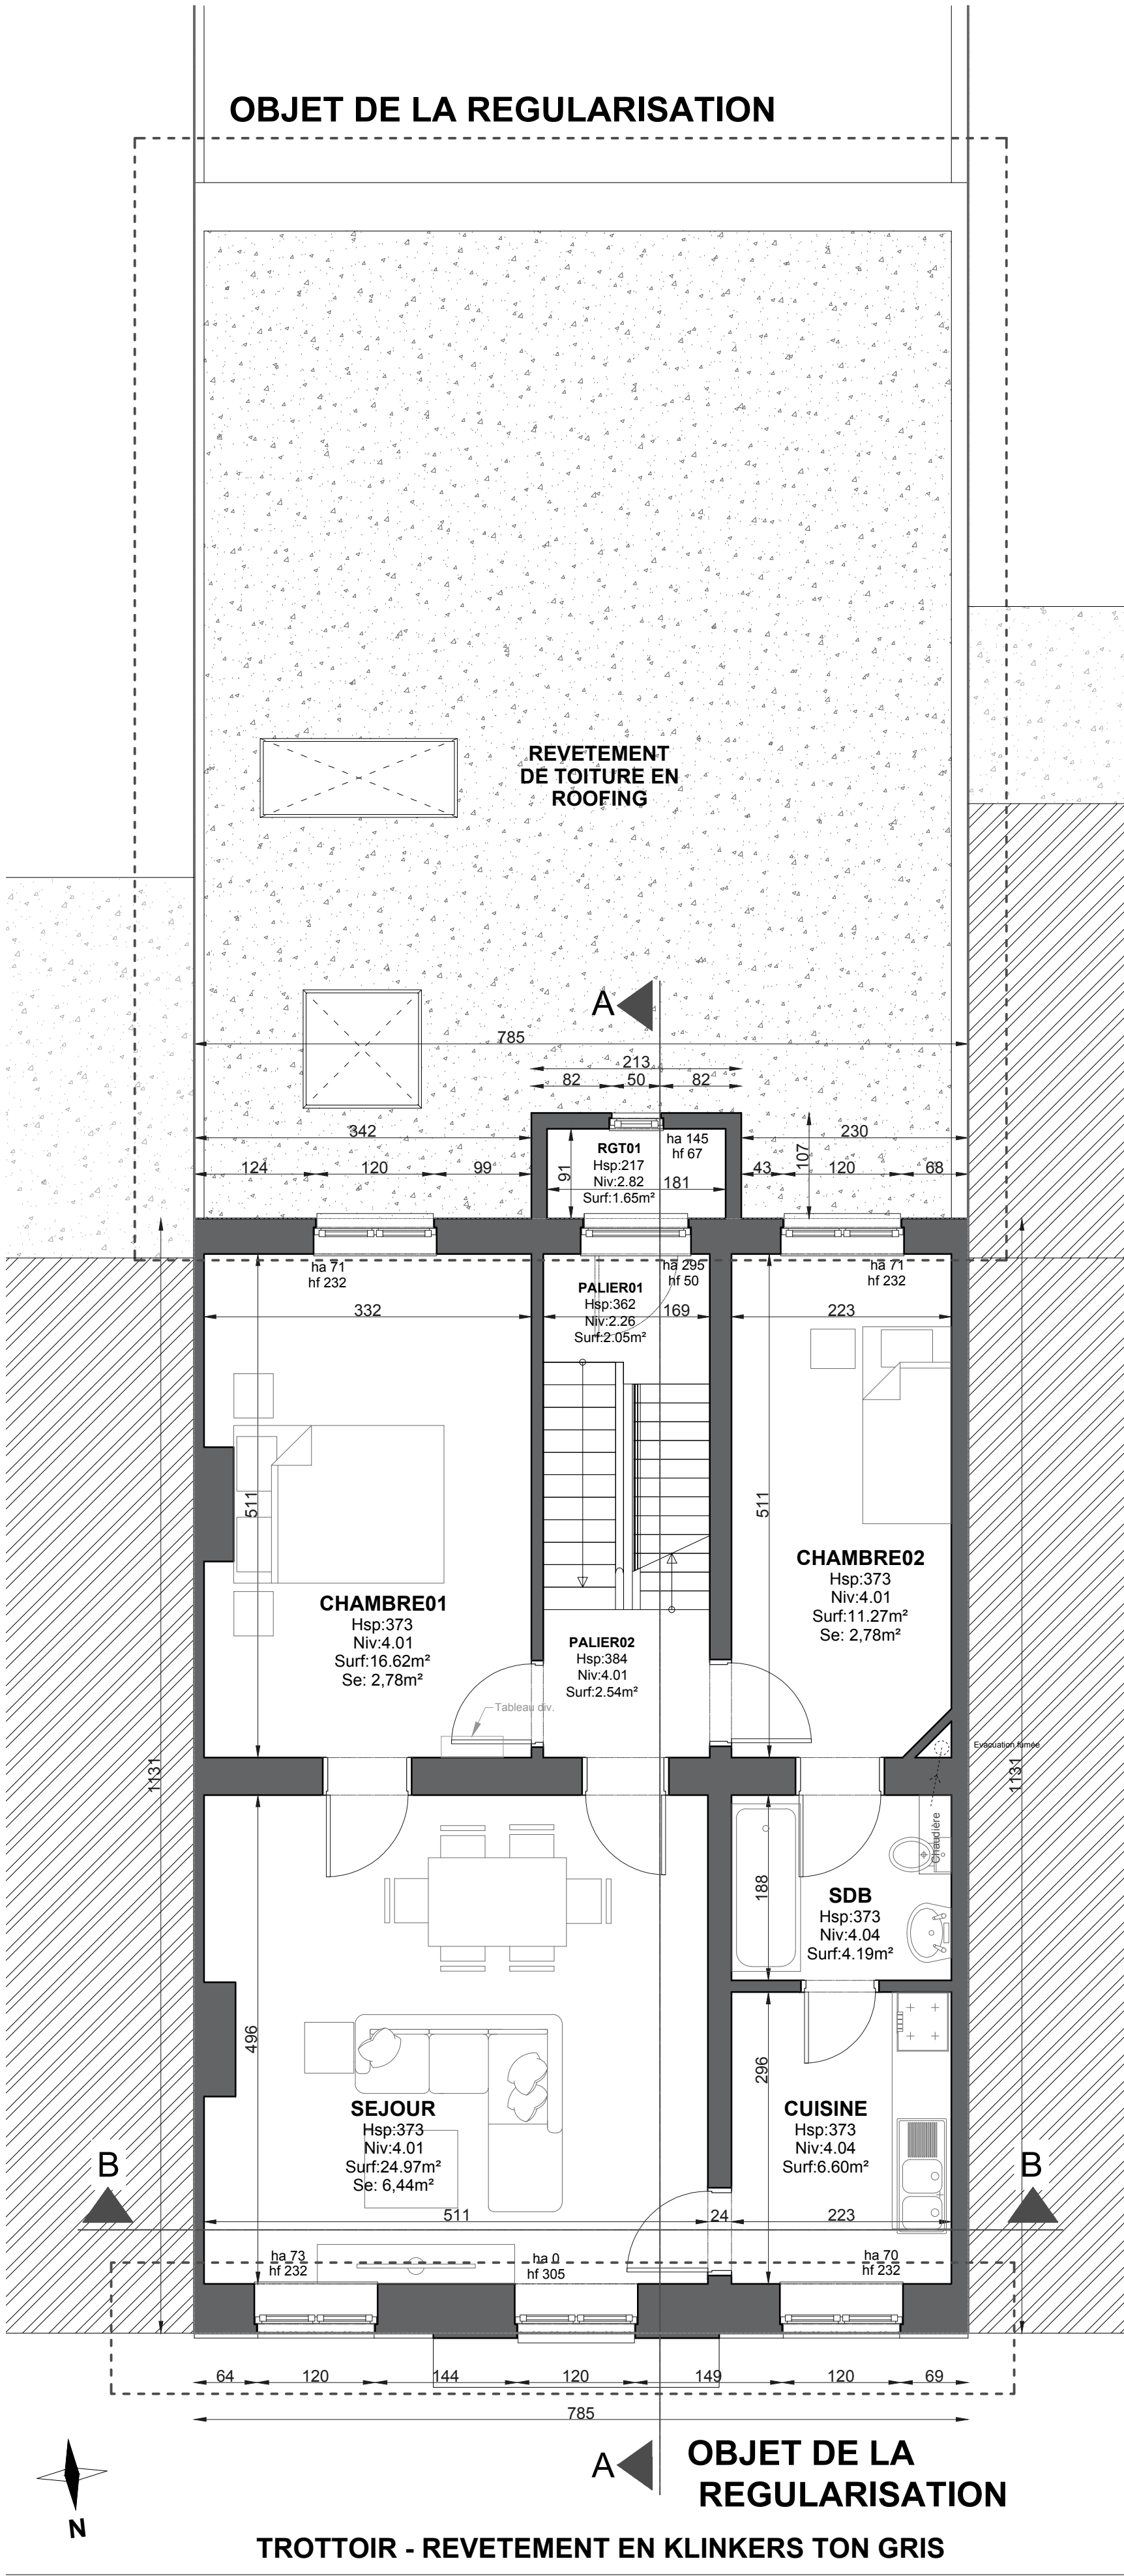 OBJET DE LA REGULARISATION
REVETEMENT
DE TOITURE EN
ROOFING
A
785
213
82 50 82
342
230
124 120 99
43 107 120 68
RGT01
Hsp:217
Niv:2.82
Surf:1.65m²
ha 145
hf 67
91
181
ha 71
hf 232
PALIER01
Hsp:362
Niv:2.26
Surf:2.05m²
ha 295
hf 50
ha 71
hf 232
332
169
223
511
511
CHAMBRE01
Hsp:373
Niv:4.01
Surf:16.62m²
Se: 2,78m²
PALIER02
Hsp:384
Niv:4.01
Surf:2.54m²
CHAMBRE02
Hsp:373
Niv:4.01
Surf:11.27m²
Se: 2,78m²
Tableau div.
Evacuation fumée
1131
1131
Chaudière
188
SDB
Hsp:373
Niv:4.04
Surf:4.19m²
496
296
SEJOUR
Hsp:373
Niv:4.01
Surf:24.97m²
Se: 6,44m²
CUISINE
Hsp:373
Niv:4.04
Surf:6.60m²
B
B
511 24 223
ha 73
hf 232
ha 0
hf 305
ha 70
hf 232
64 120 144 120 149 120 69
785
A
OBJET DE LA
REGULARISATION
N
TROTTOIR - REVETEMENT EN KLINKERS TON GRIS